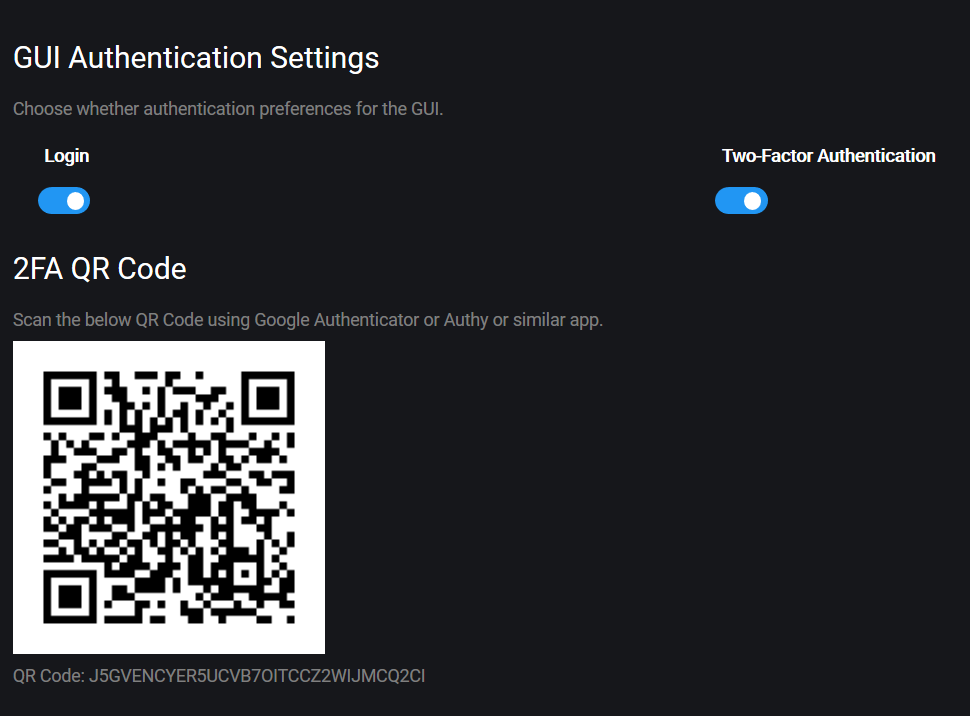 GUI Authentication Settings
Choose whether authentication preferences for the GUI.
Login
Two-Factor Authentication
2FA QR Code
Scan the below QR Code using Google Authenticator or Authy or similar app.
QR Code: J5GVENCYER5UCVB7OITCCZ2WIJMCQ2CI